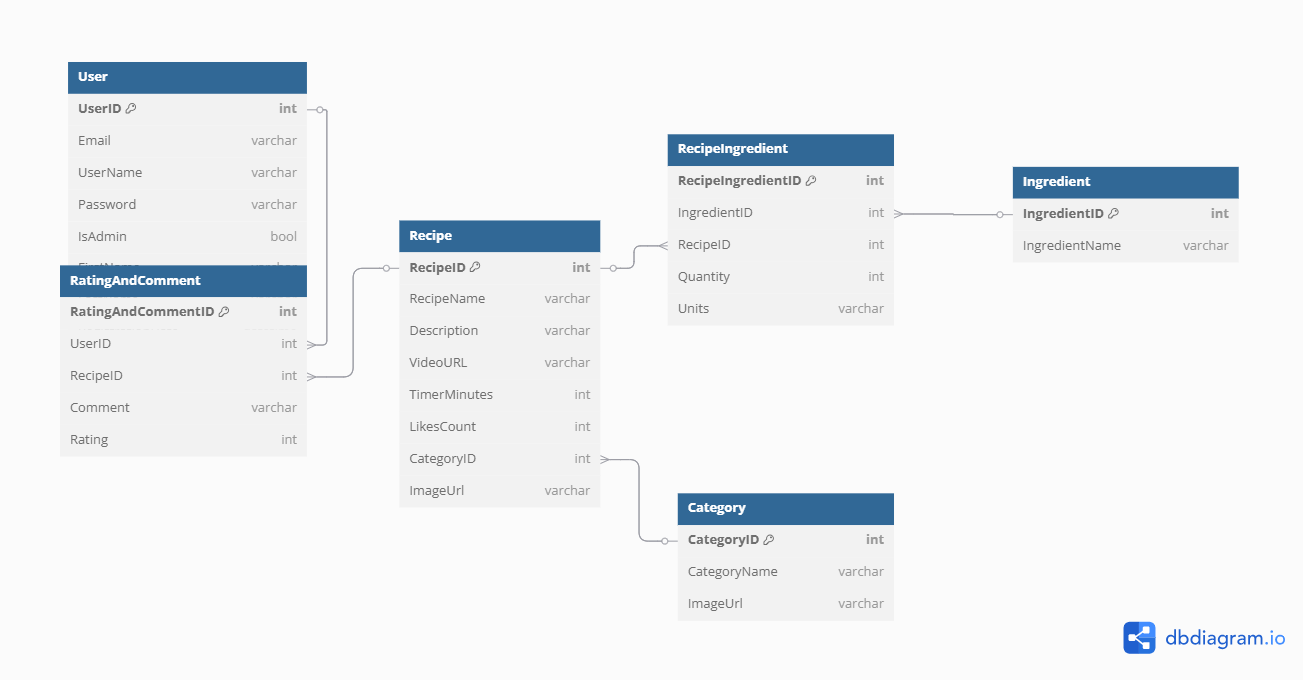 User
UserID int
Email varchar
UserName varchar
Password varchar
IsAdmin bool
RatingAndComment
RatingAndCommentID int
UserID int
RecipeID int
Comment varchar
Rating int
Recipe
RecipeID int
RecipeName varchar
Description varchar
VideoURL varchar
TimerMinutes int
LikesCount int
CategoryID int
ImageUrl varchar
RecipeIngredient
RecipeIngredientID int
IngredientID int
RecipeID int
Quantity int
Units varchar
Ingredient
IngredientID int
IngredientName varchar
Category
CategoryID int
CategoryName varchar
ImageUrl varchar
dbdiagram.io